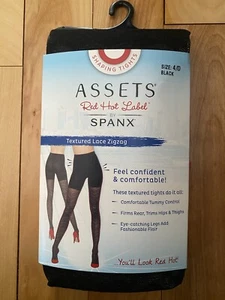 SHAPING TIGHTS
SIZE: 4/D
BLACK
ASSETS®
Red Hot Label™
BY
SPANX®
Textured Lace Zigzag
Feel confident
& comfortable!
These textured tights do it all:
• Comfortable Tummy Control
• Firms Rear, Trims Hips & Thighs
• Eye-catching Legs Add
Fashionable Flair
You'll Look Red Hot!